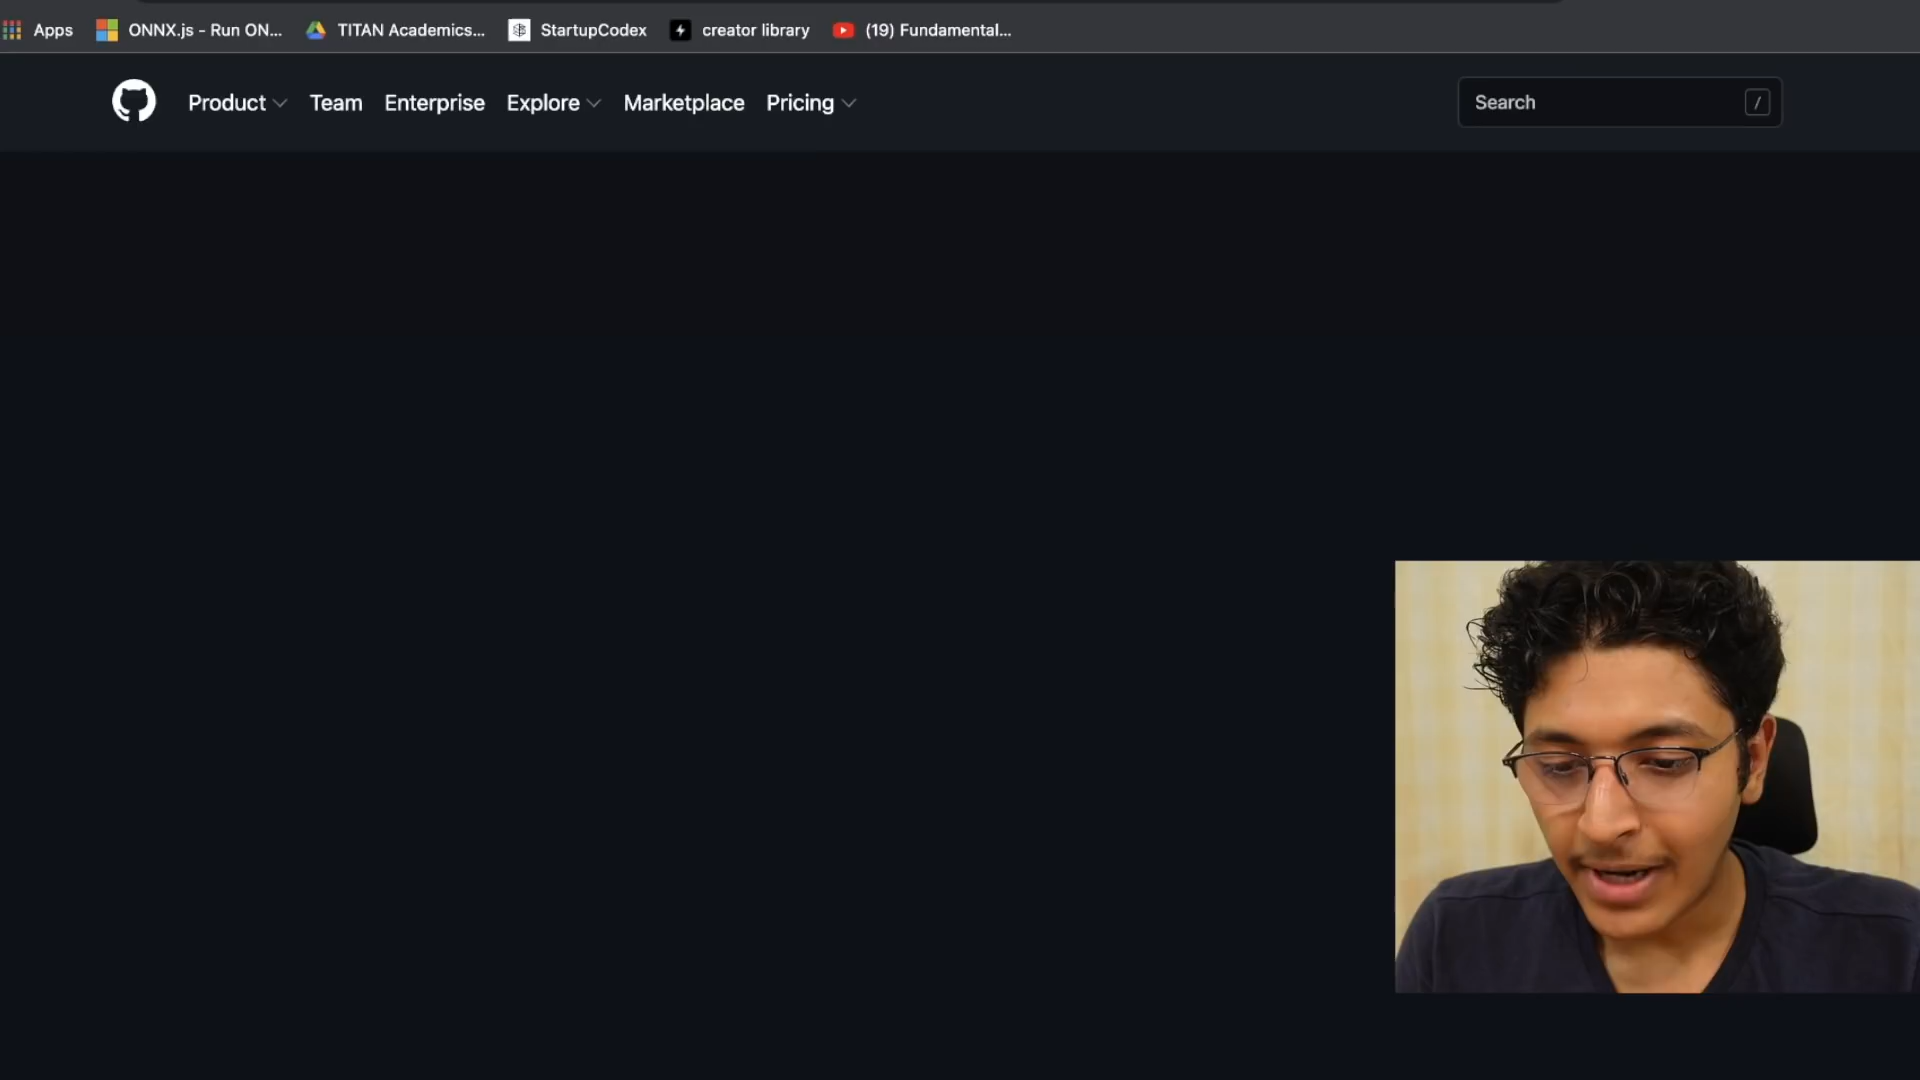 Apps ONNX.js - Run ON... TITAN Academics... StartupCodex creator library (19) Fundamental...
Product Team Enterprise Explore Marketplace Pricing Search /